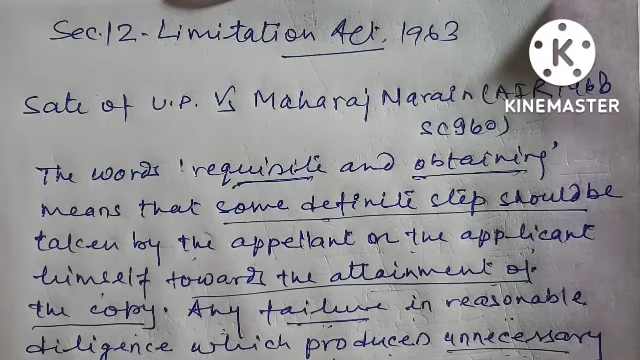 Sec.12 - Limitation Act, 1963
K
KINEMASTER
Sate of U.P. Vs Maharaj Narain (AIR 1968
SC960)
The words 'requisite and obtaining'
means that some definite step should be
taken by the appellant or the applicant
himself towards the attainment of
the copy. Any failure in reasonable
diligence which produces unnecessary